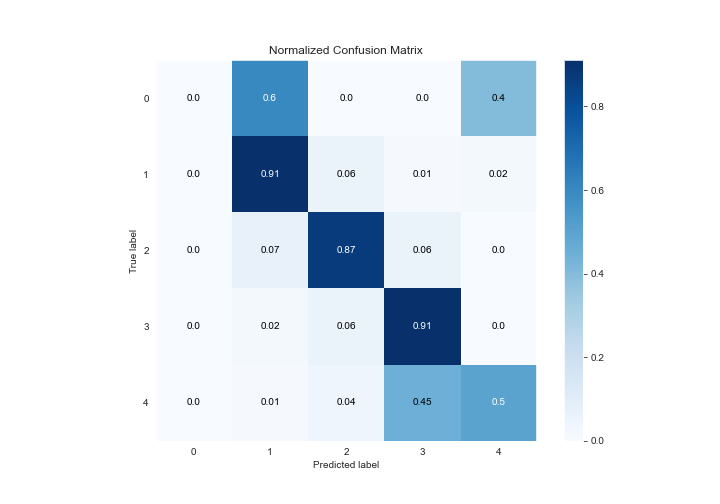 Normalized Confusion Matrix
0 0.0 0.6 0.0 0.0 0.4
1 0.0 0.91 0.06 0.01 0.02
2 0.0 0.07 0.87 0.06 0.0
3 0.0 0.02 0.06 0.91 0.0
4 0.0 0.01 0.04 0.45 0.5
0 1 2 3 4
Predicted label
True label
0.8
0.6
0.4
0.2
0.0